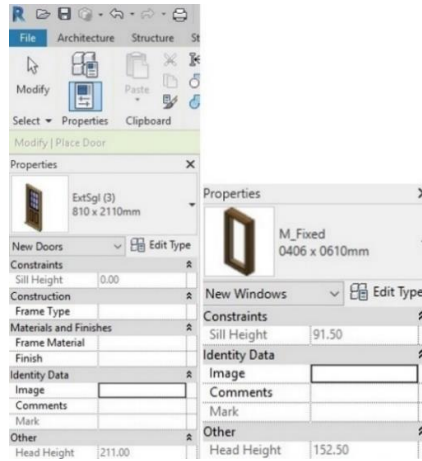 File Architecture Structure St
Modify
Paste
Select Properties Clipboard
Modify | Place Door
Properties
ExtSgl (3)
810 x 2110mm
New Doors Edit Type
Constraints
Sill Height 0.00
Construction
Frame Type
Materials and Finishes
Frame Material
Finish
Identity Data
Image
Comments
Mark
Other
Head Height 211.00
Properties
M_Fixed
0406 x 0610mm
New Windows Edit Type
Constraints
Sill Height 91.50
Identity Data
Image
Comments
Mark
Other
Head Height 152.50